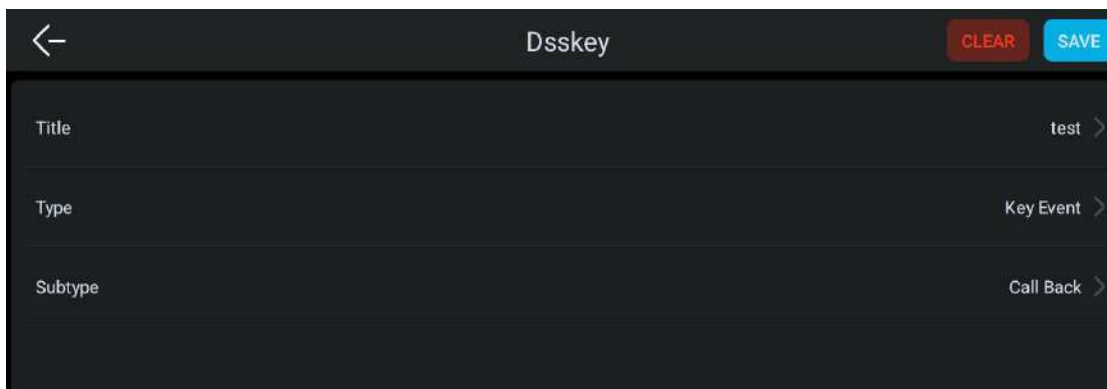 Dsskey
CLEAR
SAVE
Title
test
Type
Key Event
Subtype
Call Back